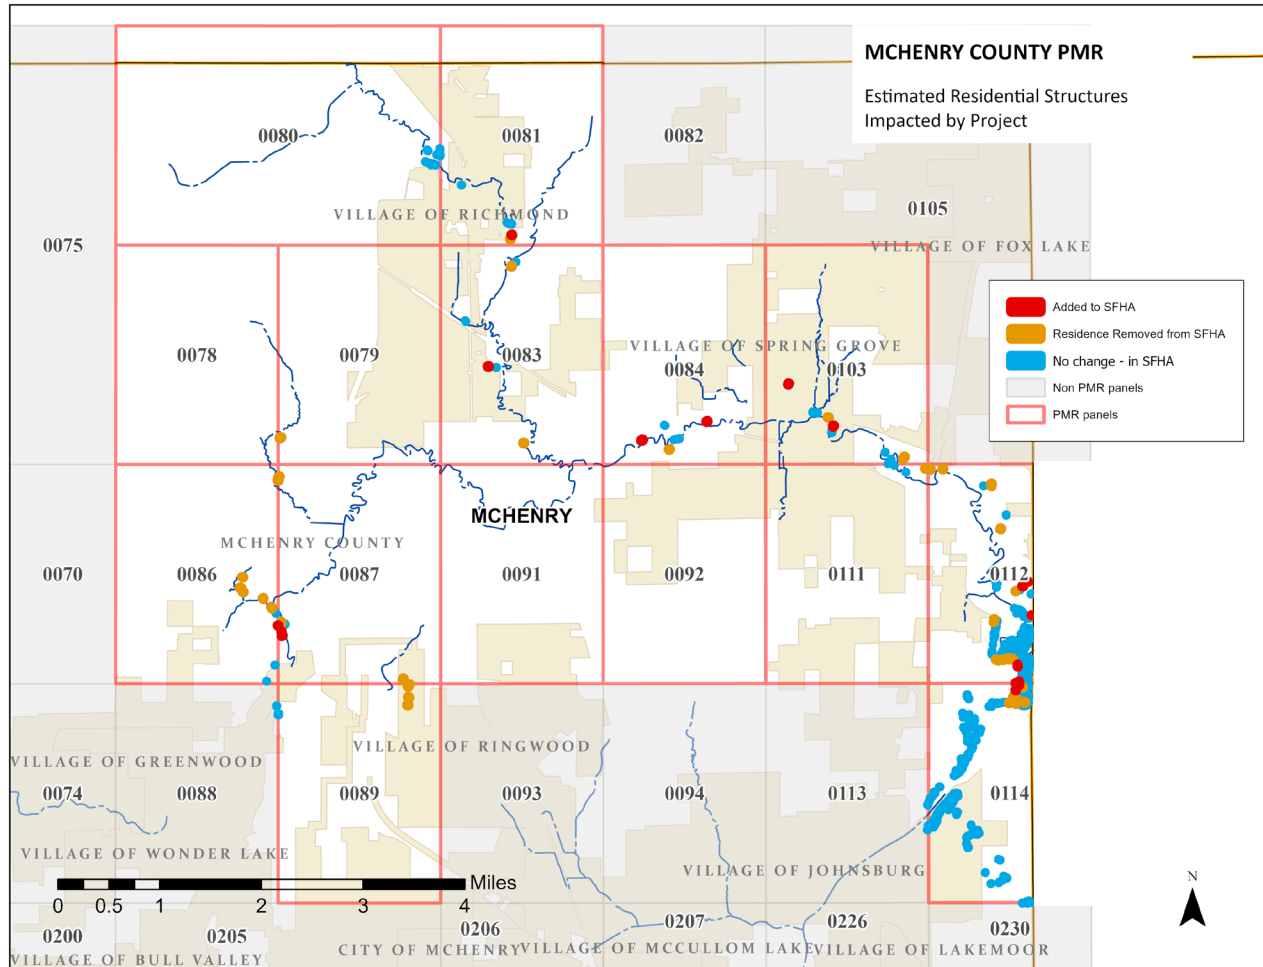 MCHENRY COUNTY PMR
Estimated Residential Structures
Impacted by Project
0080
0081
0082
0105
VILLAGE OF RICHMOND
0075
VILLAGE OF FOX LAKE
Added to SFHA
Residence Removed from SFHA
No change - in SFHA
Non PMR panels
PMR panels
0078
0079
0083
VILLAGE OF SPRING GROVE
0084
0103
MCHENRY
MCHENRY COUNTY
0070
0086
0087
0091
0092
0111
0112
VILLAGE OF RINGWOOD
VILLAGE OF GREENWOOD
0074
0088
0089
0093
0094
0113
0114
VILLAGE OF WONDER LAKE
VILLAGE OF JOHNSBURG
Miles
0 0.5 1 2 3 4
N
0200
0205
0206
0207
0226
0230
CITY OF MCHENRY
VILLAGE OF MCCULLOM LAKE
VILLAGE OF LAKEMOOR
VILLAGE OF BULL VALLEY